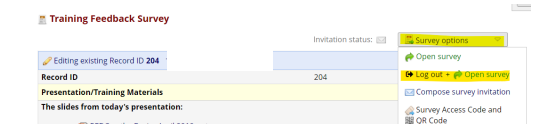 Training Feedback Survey
Invitation status:
Survey options
Editing existing Record ID 204
Open survey
Record ID 204
Log out + Open survey
Presentation/Training Materials
Compose survey invitation
The slides from today's presentation:
Survey Access Code and
QR Code